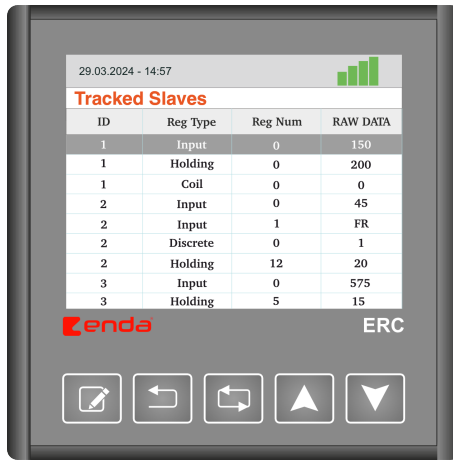 29.03.2024 - 14:57
Tracked Slaves
ID Reg Type Reg Num RAW DATA
1 Input 0 150
1 Holding 0 200
1 Coil 0 0
2 Input 0 45
2 Input 1 FR
2 Discrete 0 1
2 Holding 12 20
3 Input 0 575
3 Holding 5 15
enda ERC